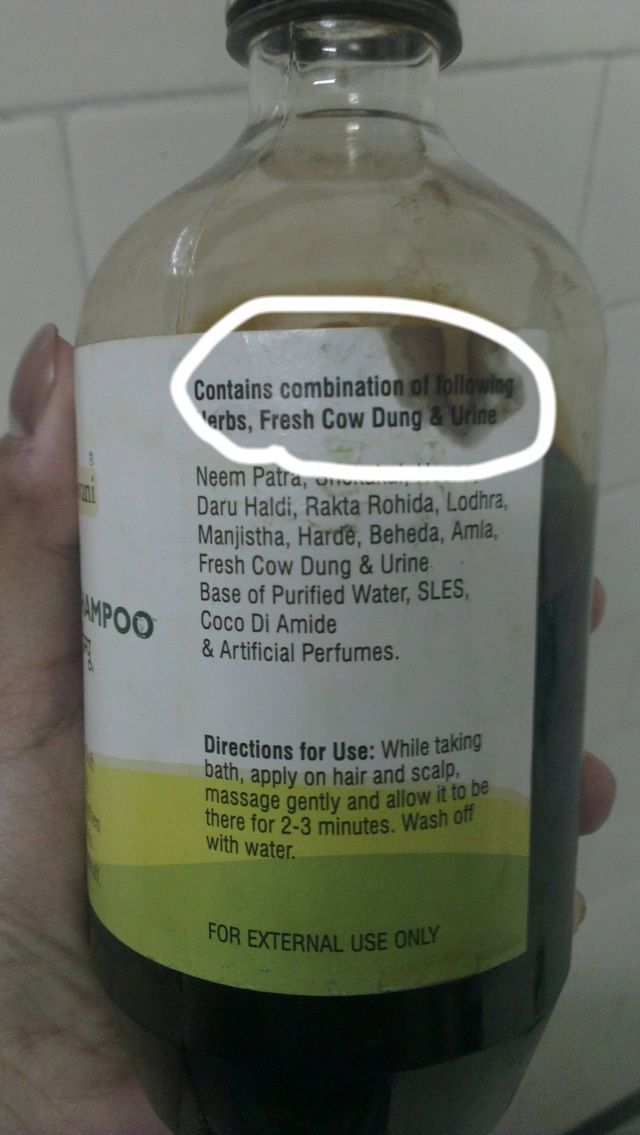 Contains combination of following
Herbs, Fresh Cow Dung & Urine
Neem Patra,
Daru Haldi, Rakta Rohida, Lodhra,
Manjistha, Harde, Beheda, Amla,
Fresh Cow Dung & Urine
Base of Purified Water, SLES,
Coco Di Amide
& Artificial Perfumes.
Directions for Use: While taking
bath, apply on hair and scalp,
massage gently and allow it to be
there for 2-3 minutes. Wash off
with water.
FOR EXTERNAL USE ONLY
®
AMPOO